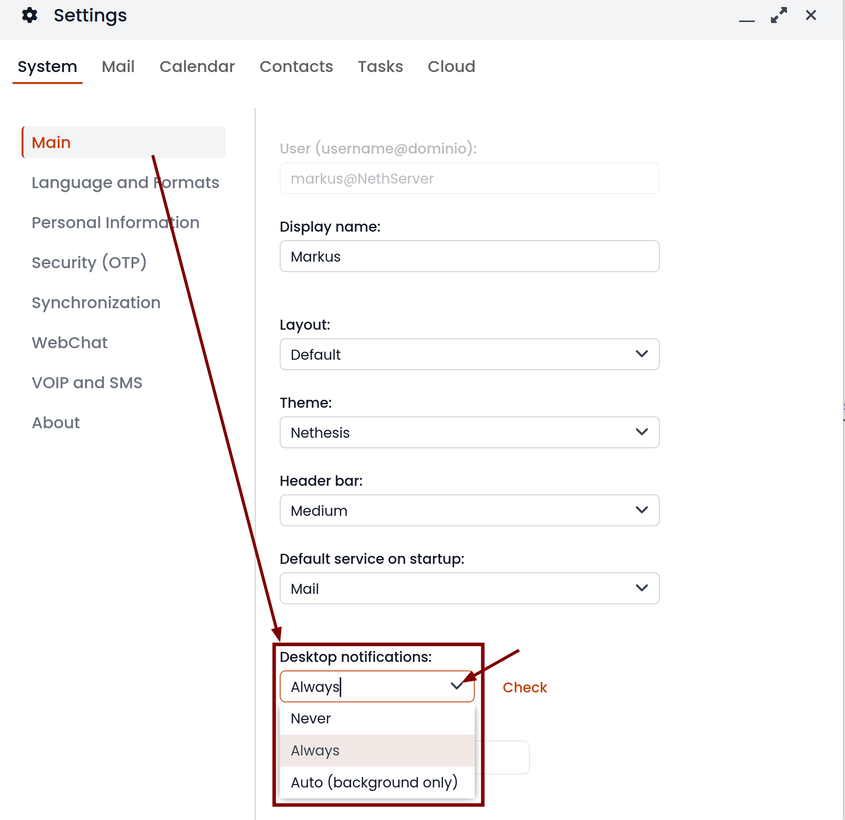 Settings
System Mail Calendar Contacts Tasks Cloud
Main
Language and Formats
Personal Information
Security (OTP)
Synchronization
WebChat
VOIP and SMS
About
User (username@dominio):
markus@NethServer
Display name:
Markus
Layout:
Default
Theme:
Nethesis
Header bar:
Medium
Default service on startup:
Mail
Desktop notifications:
Always
Check
Never
Always
Auto (background only)